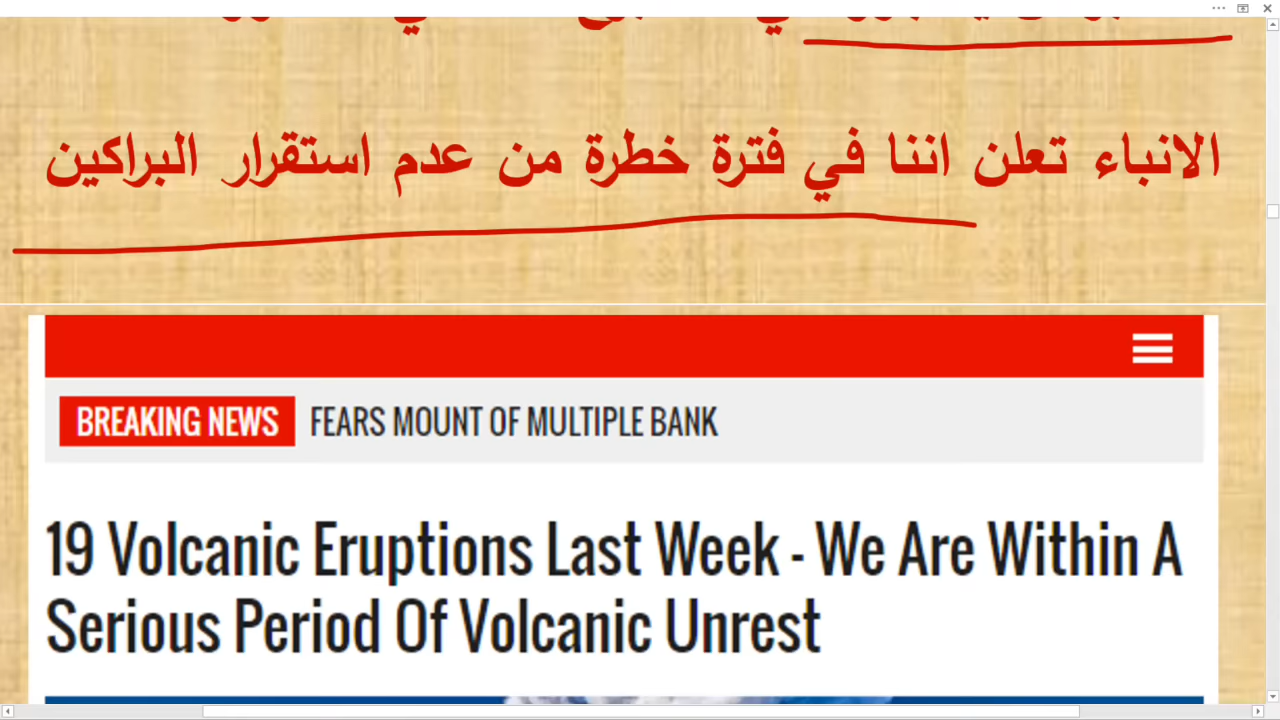 الانباء تعلن اننا في فترة خطرة من عدم استقرار البراكين
BREAKING NEWS FEARS MOUNT OF MULTIPLE BANK
19 Volcanic Eruptions Last Week - We Are Within A
Serious Period Of Volcanic Unrest